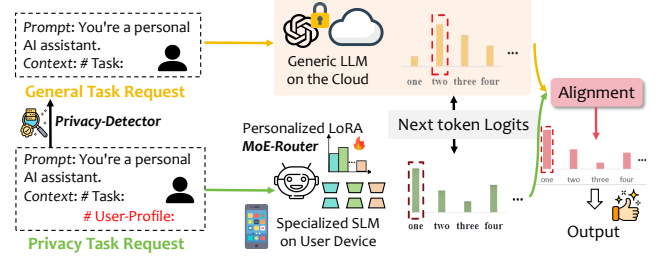 Prompt: You're a personal
AI assistant.
Context: # Task:
General Task Request
Privacy-Detector
Prompt: You're a personal
AI assistant.
Context: # Task:
# User-Profile:
Privacy Task Request
Generic LLM
on the Cloud
one two three four ...
Next token Logits
Personalized LoRA
MoE-Router
Specialized SLM
on User Device
one two three four ...
Alignment
one two three four ...
Output